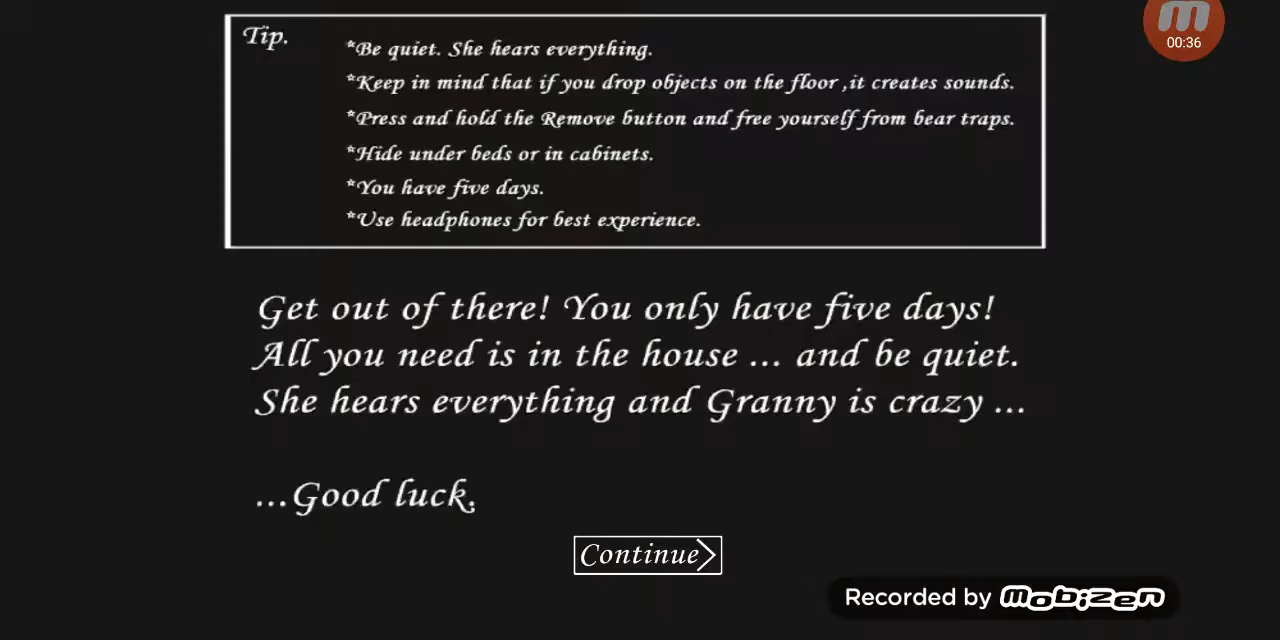 Tip.
*Be quiet. She hears everything.
*Keep in mind that if you drop objects on the floor ,it creates sounds.
*Press and hold the Remove button and free yourself from bear traps.
*Hide under beds or in cabinets.
*You have five days.
*Use headphones for best experience.
00:36
Get out of there! You only have five days!
All you need is in the house ... and be quiet.
She hears everything and Granny is crazy ...
...Good luck.
Continue
Recorded by mobizen